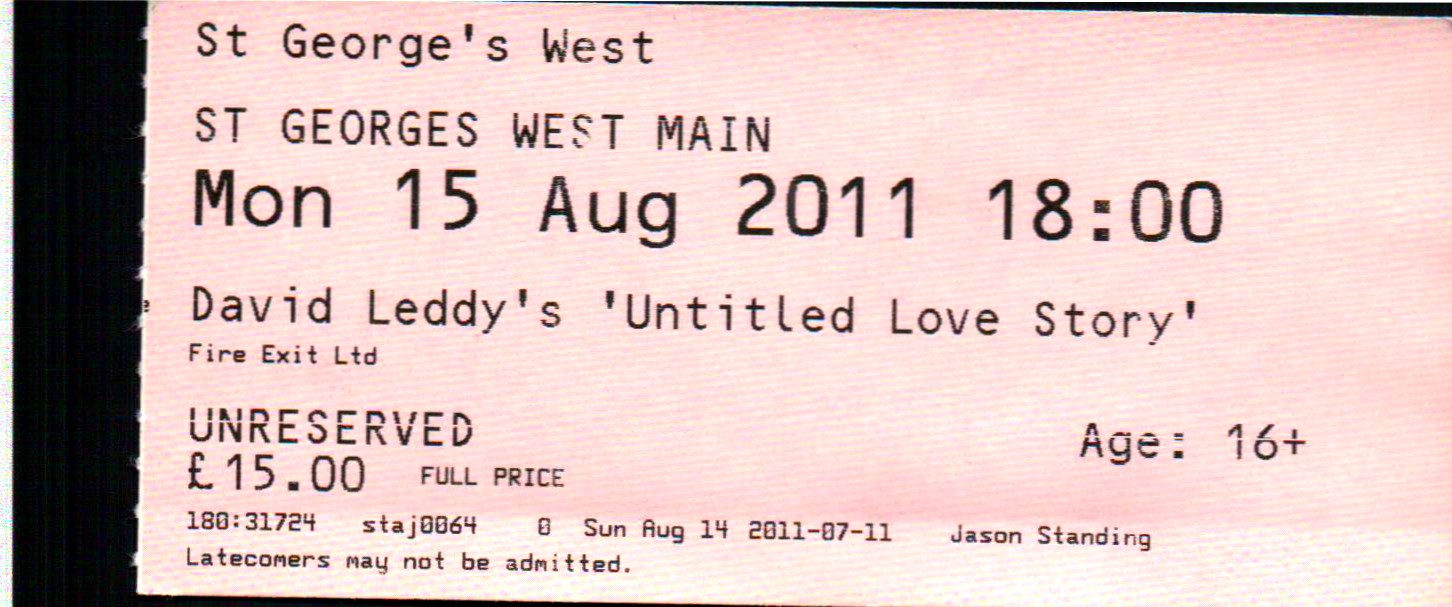 St George's West
ST GEORGES WEST MAIN
Mon 15 Aug 2011 18:00
David Leddy's 'Untitled Love Story'
Fire Exit Ltd
UNRESERVED
Age: 16+
£15.00 FULL PRICE
180:31724 staj0064 0 Sun Aug 14 2011-07-11 Jason Standing
Latecomers may not be admitted.